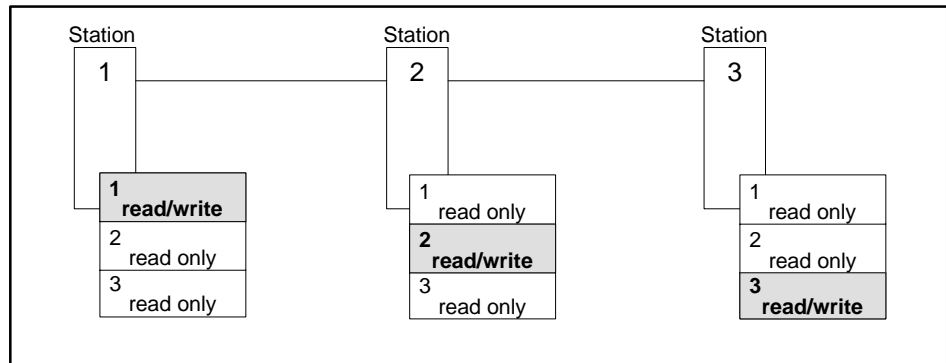 Station
1
1
read/write
2
read only
3
read only
Station
2
1
read only
2
read/write
3
read only
Station
3
1
read only
2
read only
3
read/write